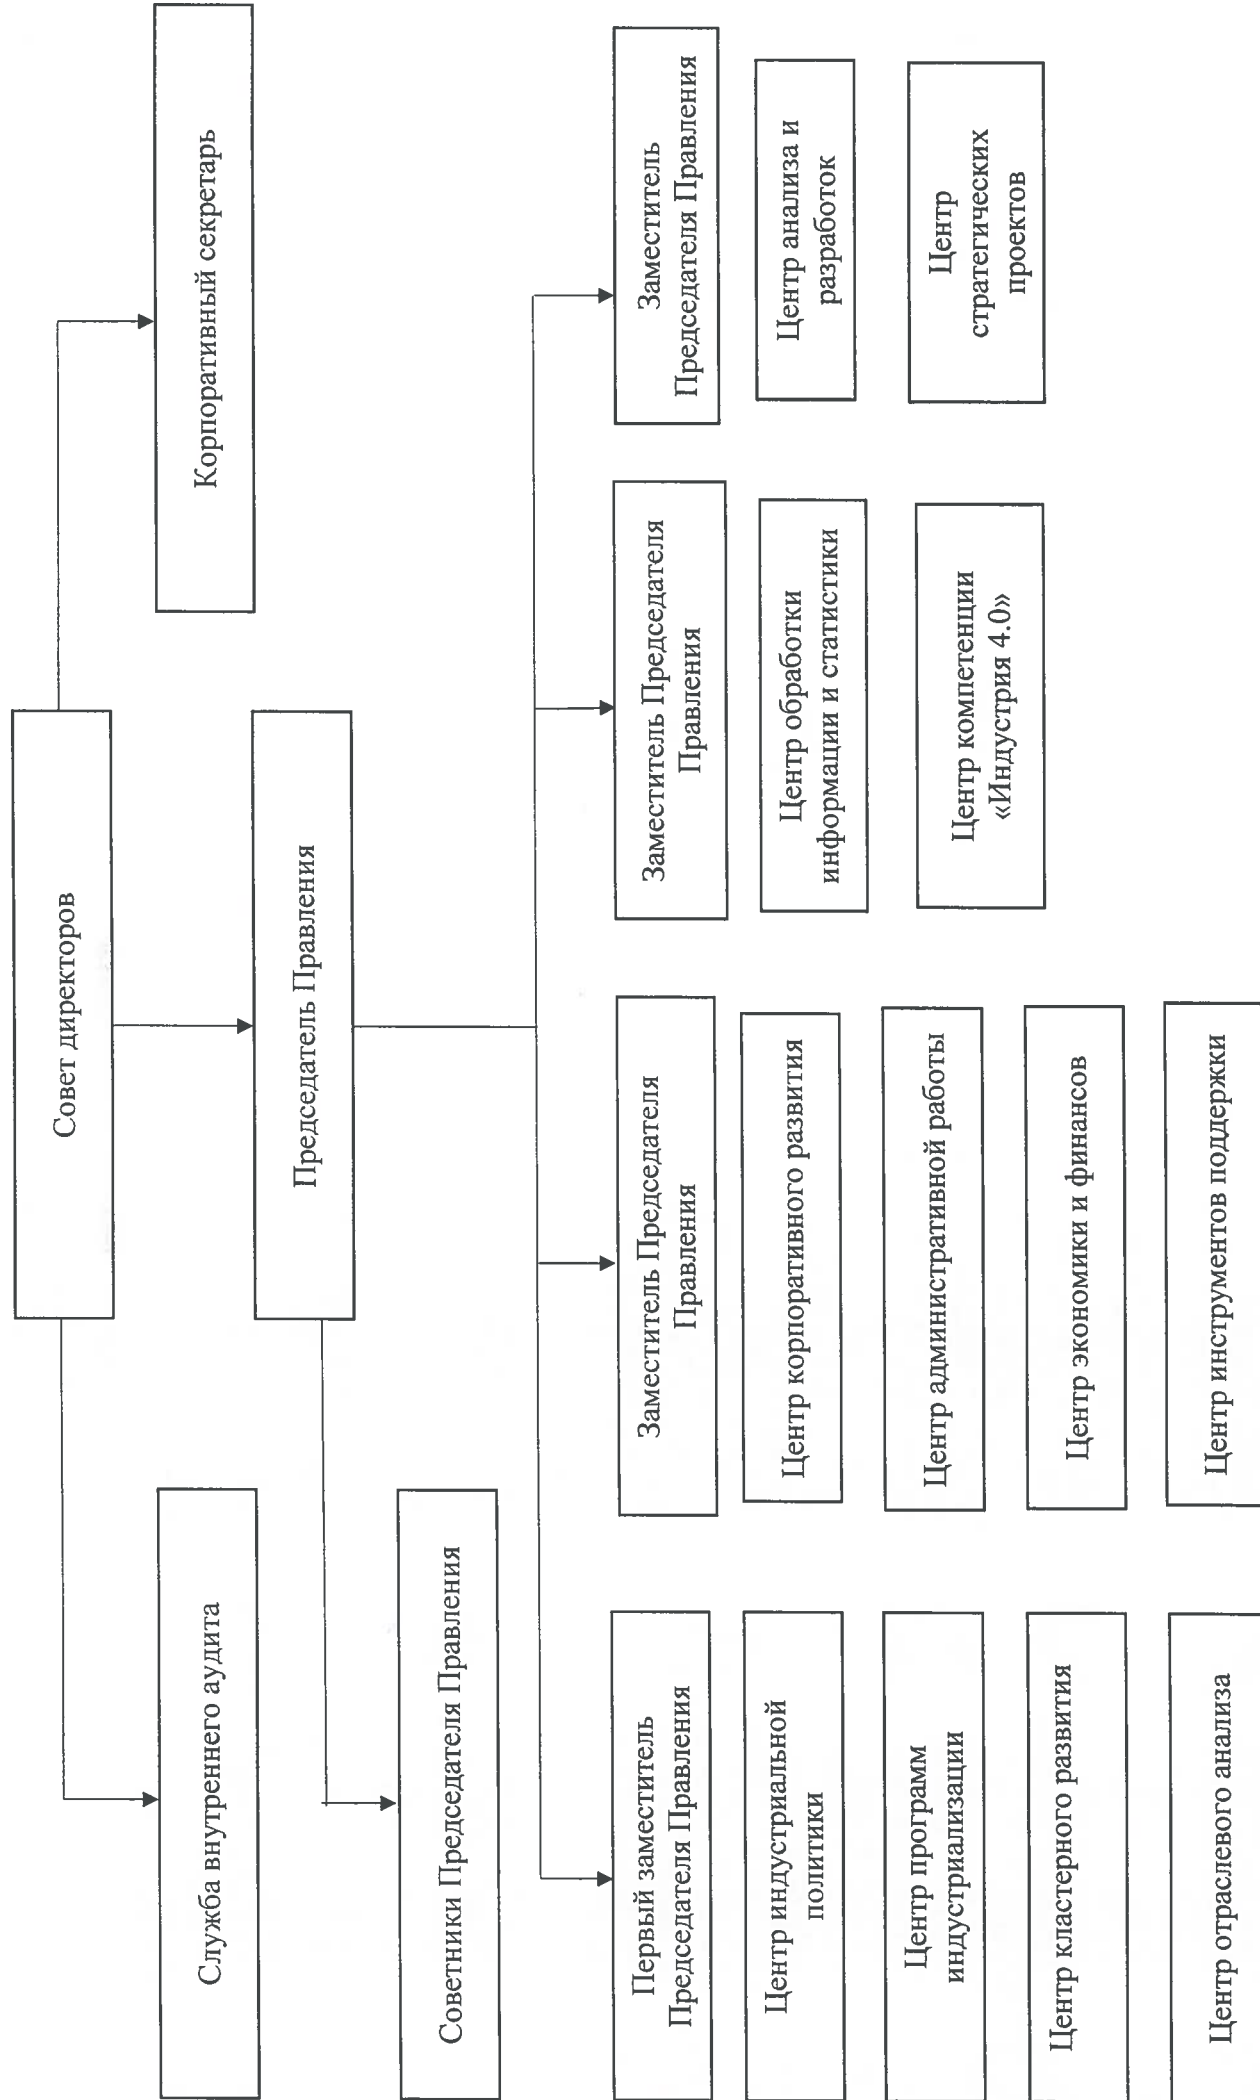 Совет директоров
Служба внутреннего аудита
Корпоративный секретарь
Председатель Правления
Советники Председателя Правления
Первый заместитель
Председателя Правления
Центр индустриальной
политики
Центр программ
индустриализации
Центр кластерного развития
Центр отраслевого анализа
Заместитель Председателя
Правления
Центр корпоративного развития
Центр административной работы
Центр экономики и финансов
Центр инструментов поддержки
Заместитель Председателя
Правления
Центр обработки
информации и статистики
Центр компетенции
«Индустрия 4.0»
Заместитель
Председателя Правления
Центр анализа и
разработок
Центр
стратегических
проектов